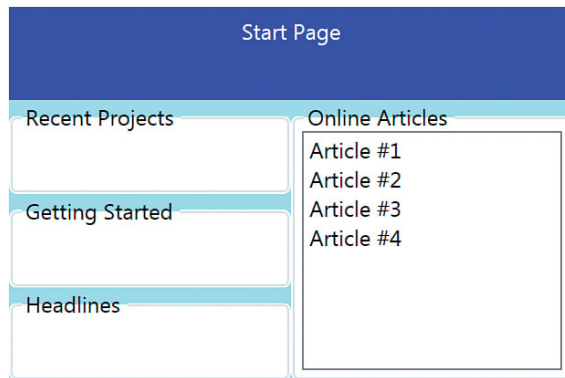 Start Page
Recent Projects
Getting Started
Headlines
Online Articles
Article #1
Article #2
Article #3
Article #4